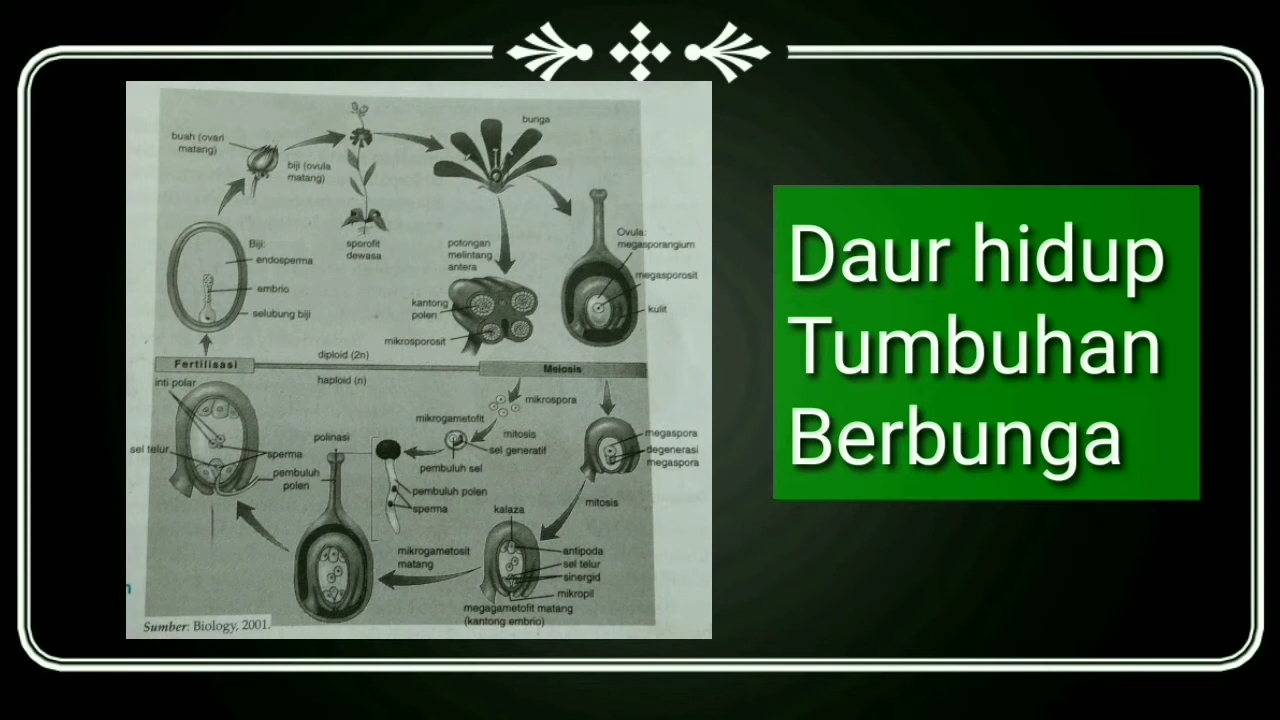 buah (ovari
matang)
biji (ovula
matang)
bunga
Biji:
endosperma
embrio
selubung biji
sporofit
dewasa
potongan
melintang
antera
kantong
polen
mikrosporosit
Ovula:
megasporangium
megasporosit
kulit
Fertilisasi
diploid (2n)
haploid (n)
Meiosis
inti polar
sel telur
sperma
pembuluh
polen
polinasi
mikrogametofit
mikrospora
mitosis
sel generatif
pembuluh sel
pembuluh polen
sperma
megaspora
degenerasi
megaspora
mitosis
kalaza
antipoda
sel telur
sinergid
mikropil
megagametofit matang
(kantong embrio)
mikrogametosit
matang
Sumber: Biology, 2001.
Daur hidup
Tumbuhan
Berbunga